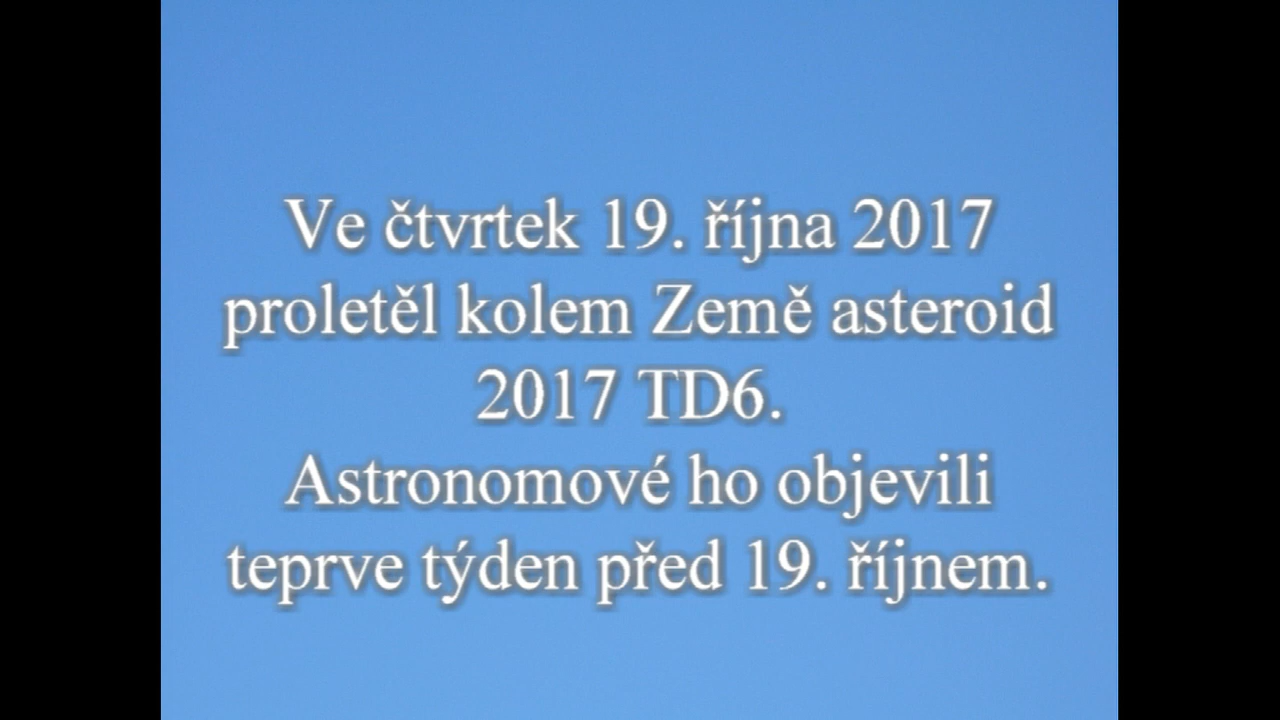 Ve čtvrtek 19. října 2017
proletěl kolem Země asteroid
2017 TD6.
Astronomové ho objevili
teprve týden před 19. říjnem.